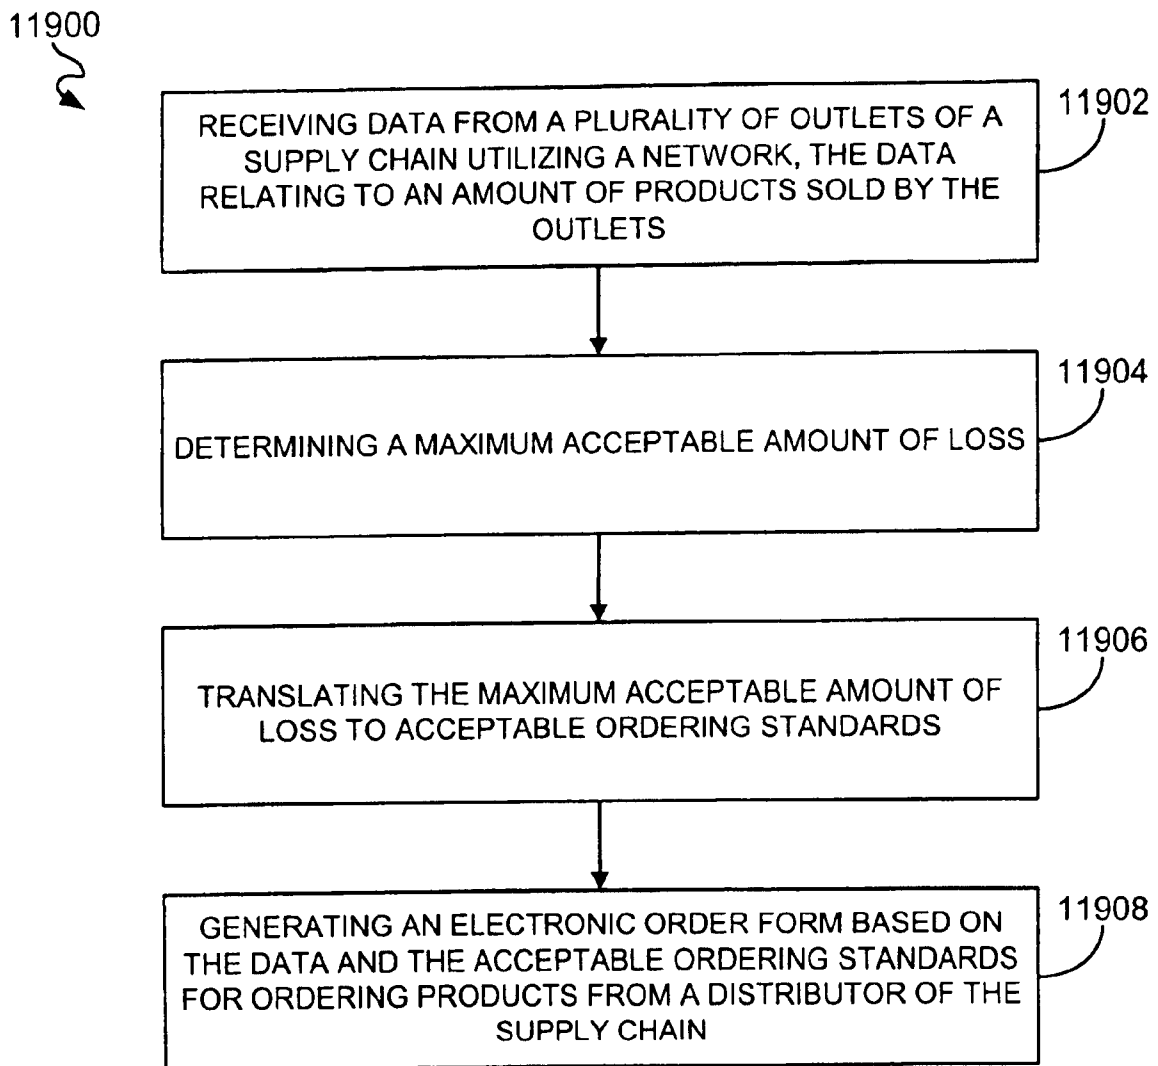 11900
RECEIVING DATA FROM A PLURALITY OF OUTLETS OF A
SUPPLY CHAIN UTILIZING A NETWORK, THE DATA
RELATING TO AN AMOUNT OF PRODUCTS SOLD BY THE
OUTLETS
11902
DETERMINING A MAXIMUM ACCEPTABLE AMOUNT OF LOSS
11904
TRANSLATING THE MAXIMUM ACCEPTABLE AMOUNT OF
LOSS TO ACCEPTABLE ORDERING STANDARDS
11906
GENERATING AN ELECTRONIC ORDER FORM BASED ON
THE DATA AND THE ACCEPTABLE ORDERING STANDARDS
FOR ORDERING PRODUCTS FROM A DISTRIBUTOR OF THE
SUPPLY CHAIN
11908